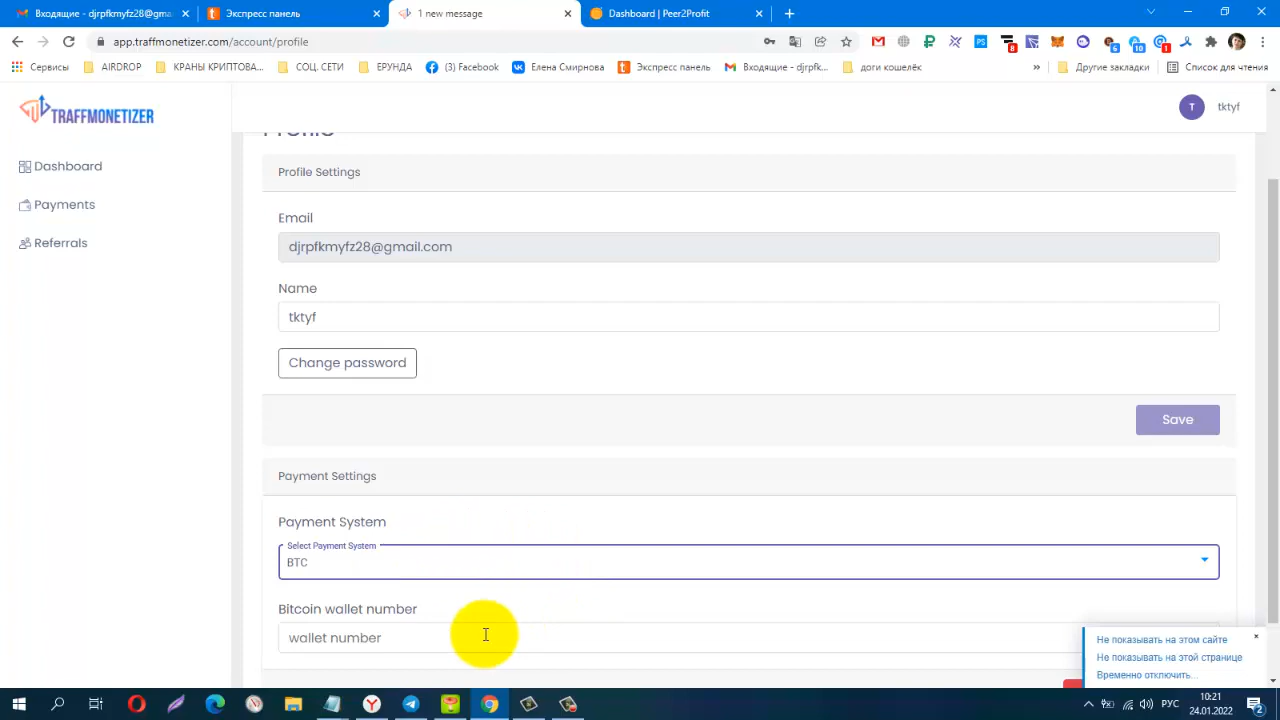 Входящие - djrpfkmyfz28@gma
Экспресс панель
1 new message
Dashboard | Peer2Profit
app.traffmonetizer.com/account/profile
Сервисы
AIRDROP
КРАНЫ КРИПТОВА...
СОЦ. СЕТИ
ЕРУНДА
(3) Facebook
Елена Смирнова
Экспресс панель
Входящие - djrpfk...
доги кошелёк
»
Другие закладки
Список для чтения
TRAFFMONETIZER
T tktyf
Dashboard
Payments
Referrals
Profile
Profile Settings
Email
djrpfkmyfz28@gmail.com
Name
tktyf
Change password
Save
Payment Settings
Payment System
Select Payment System
BTC
Bitcoin wallet number
wallet number
Не показывать на этом сайте
Не показывать на этой странице
Временно отключить...
РУС
10:21
24.01.2022